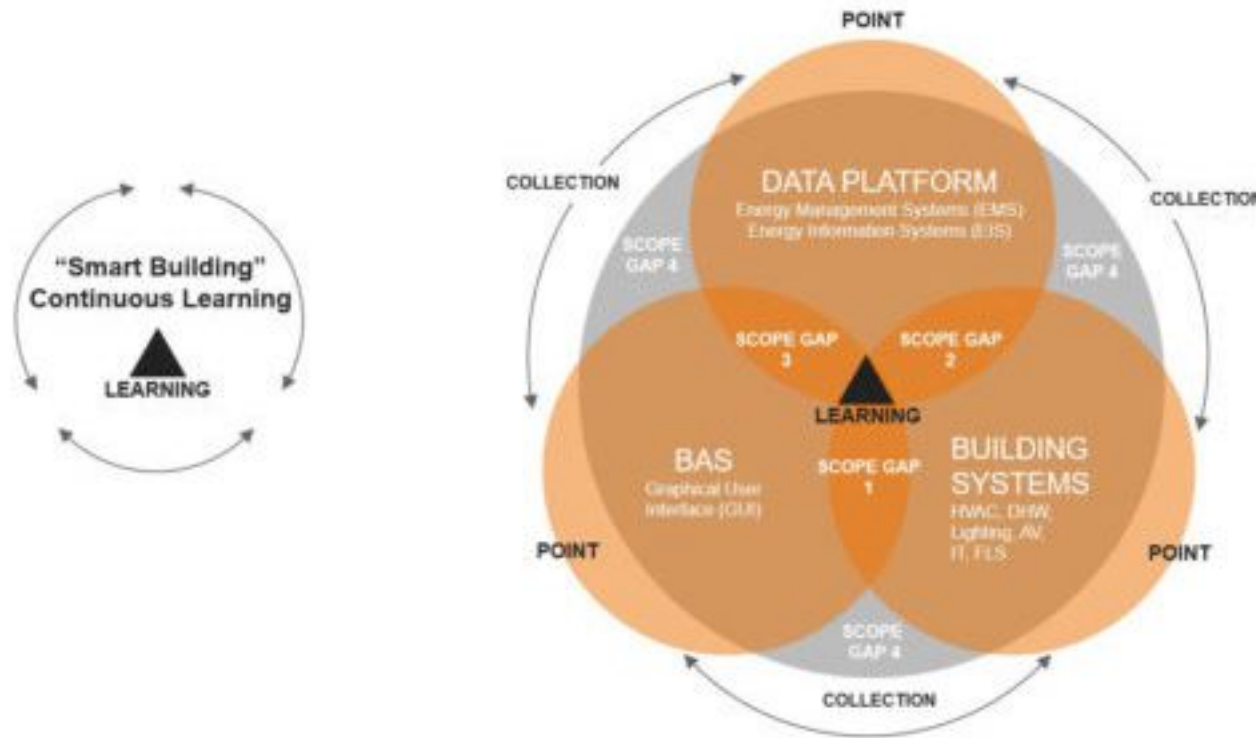 “Smart Building”
Continuous Learning
LEARNING
POINT
COLLECTION
COLLECTION
DATA PLATFORM
Energy Management Systems (EMS)
Energy Information Systems (EIS)
SCOPE
GAP 4
SCOPE
GAP 4
SCOPE GAP
3
SCOPE GAP
2
LEARNING
BAS
Graphical User
Interface (GUI)
SCOPE GAP
1
BUILDING
SYSTEMS
HVAC, DHW,
Lighting, AV,
IT, FLS
POINT
POINT
SCOPE
GAP 4
COLLECTION